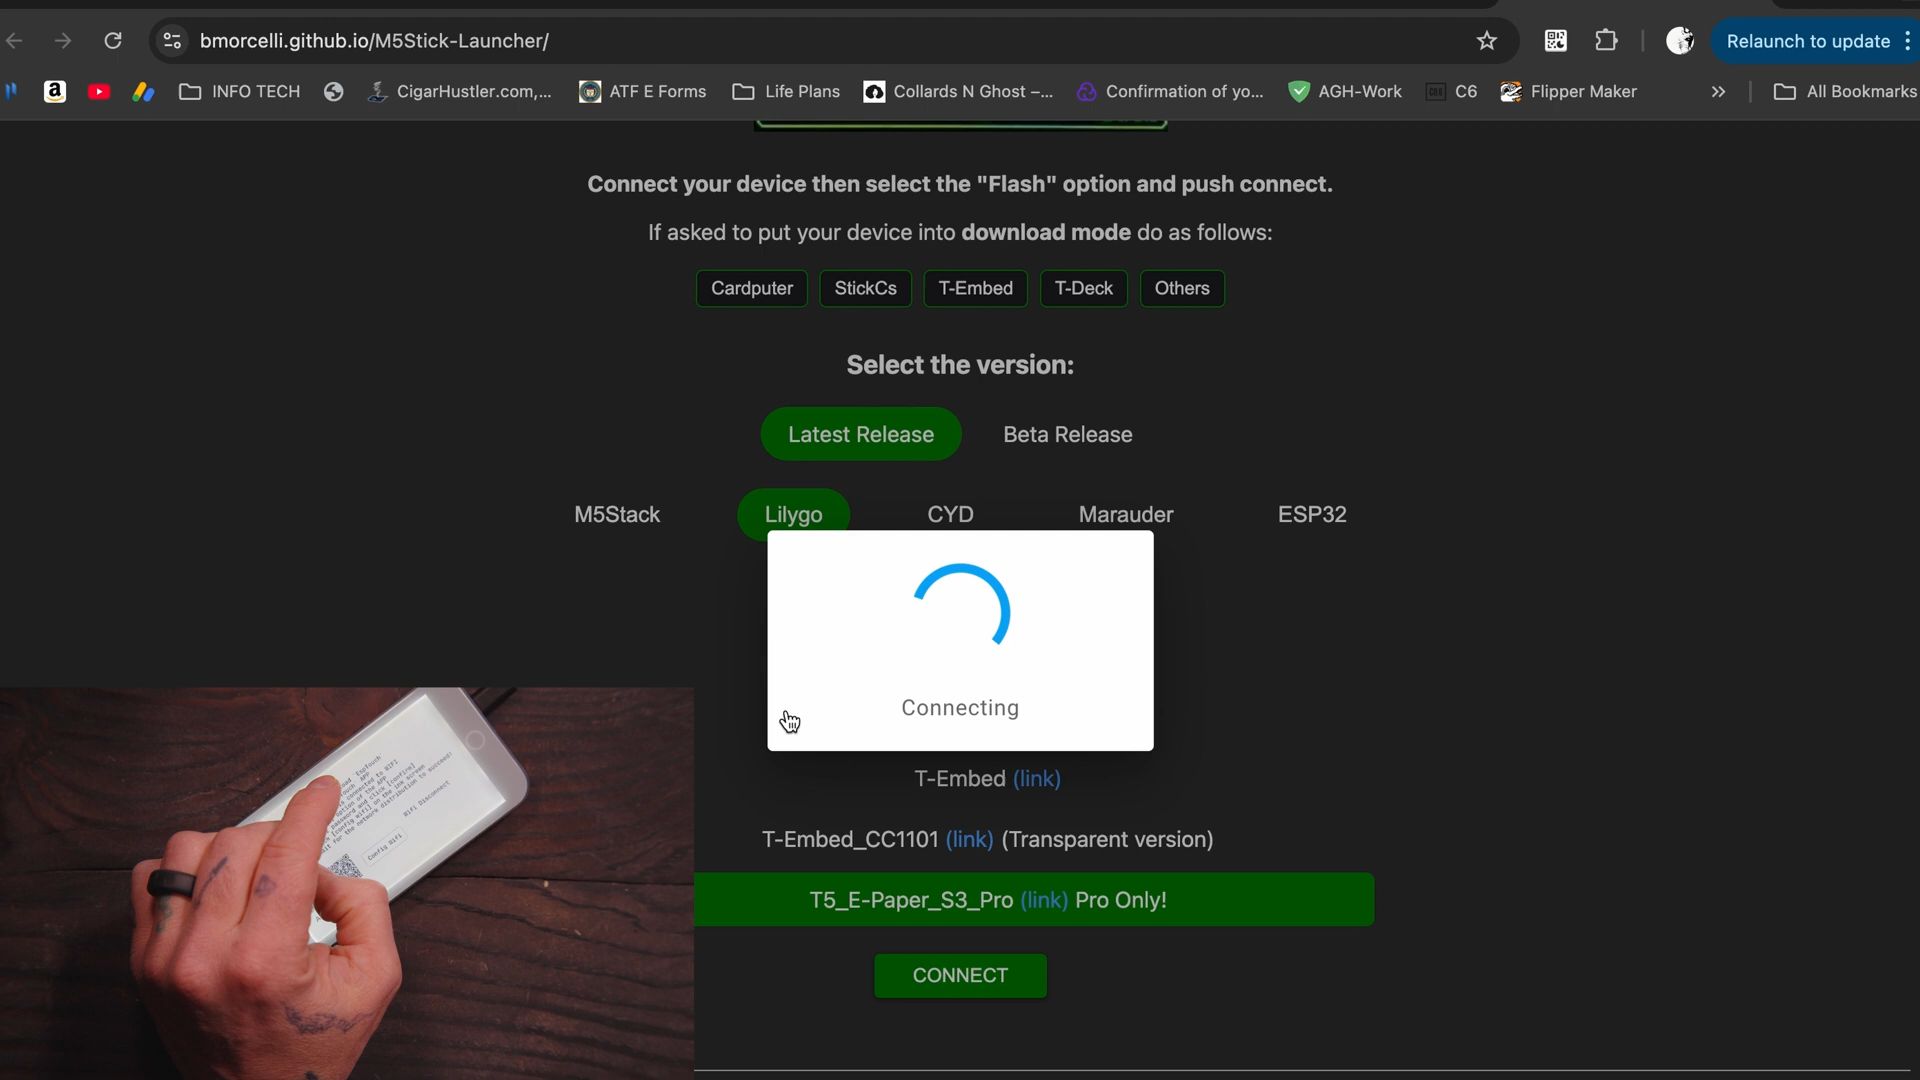 bmorcelli.github.io/M5Stick-Launcher/
Relaunch to update
INFO TECH
CigarHustler.com,...
ATF E Forms
Life Plans
Collards N Ghost –...
Confirmation of yo...
AGH-Work
C6
Flipper Maker
All Bookmarks
Connect your device then select the "Flash" option and push connect.
If asked to put your device into download mode do as follows:
Cardputer StickCs T-Embed T-Deck Others
Select the version:
Latest Release Beta Release
M5Stack Lilygo CYD Marauder ESP32
Connecting
T-Embed (link)
T-Embed_CC1101 (link) (Transparent version)
T5_E-Paper_S3_Pro (link) Pro Only!
CONNECT
Wifi Disconnect
Config Wifi